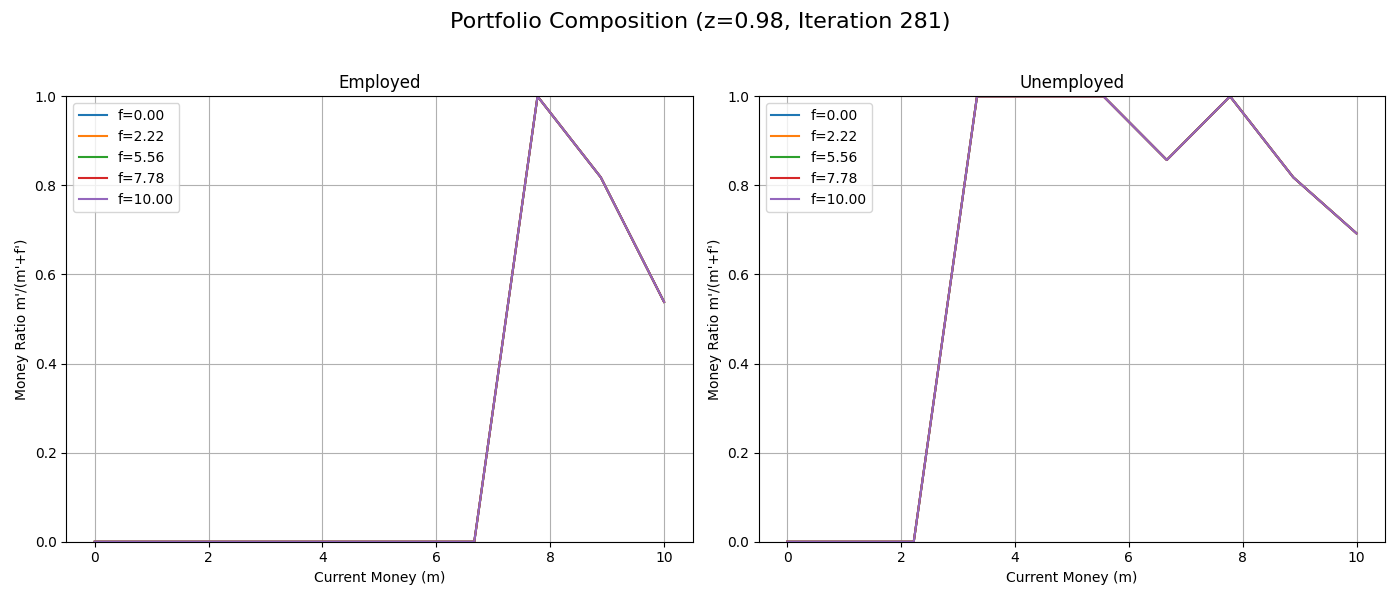 Portfolio Composition (z=0.98, Iteration 281)
Employed
Money Ratio m'/(m'+f')
1.0
0.8
0.6
0.4
0.2
0.0
f=0.00
f=2.22
f=5.56
f=7.78
f=10.00
0 2 4 6 8 10
Current Money (m)
Unemployed
Money Ratio m'/(m'+f')
1.0
0.8
0.6
0.4
0.2
0.0
f=0.00
f=2.22
f=5.56
f=7.78
f=10.00
0 2 4 6 8 10
Current Money (m)